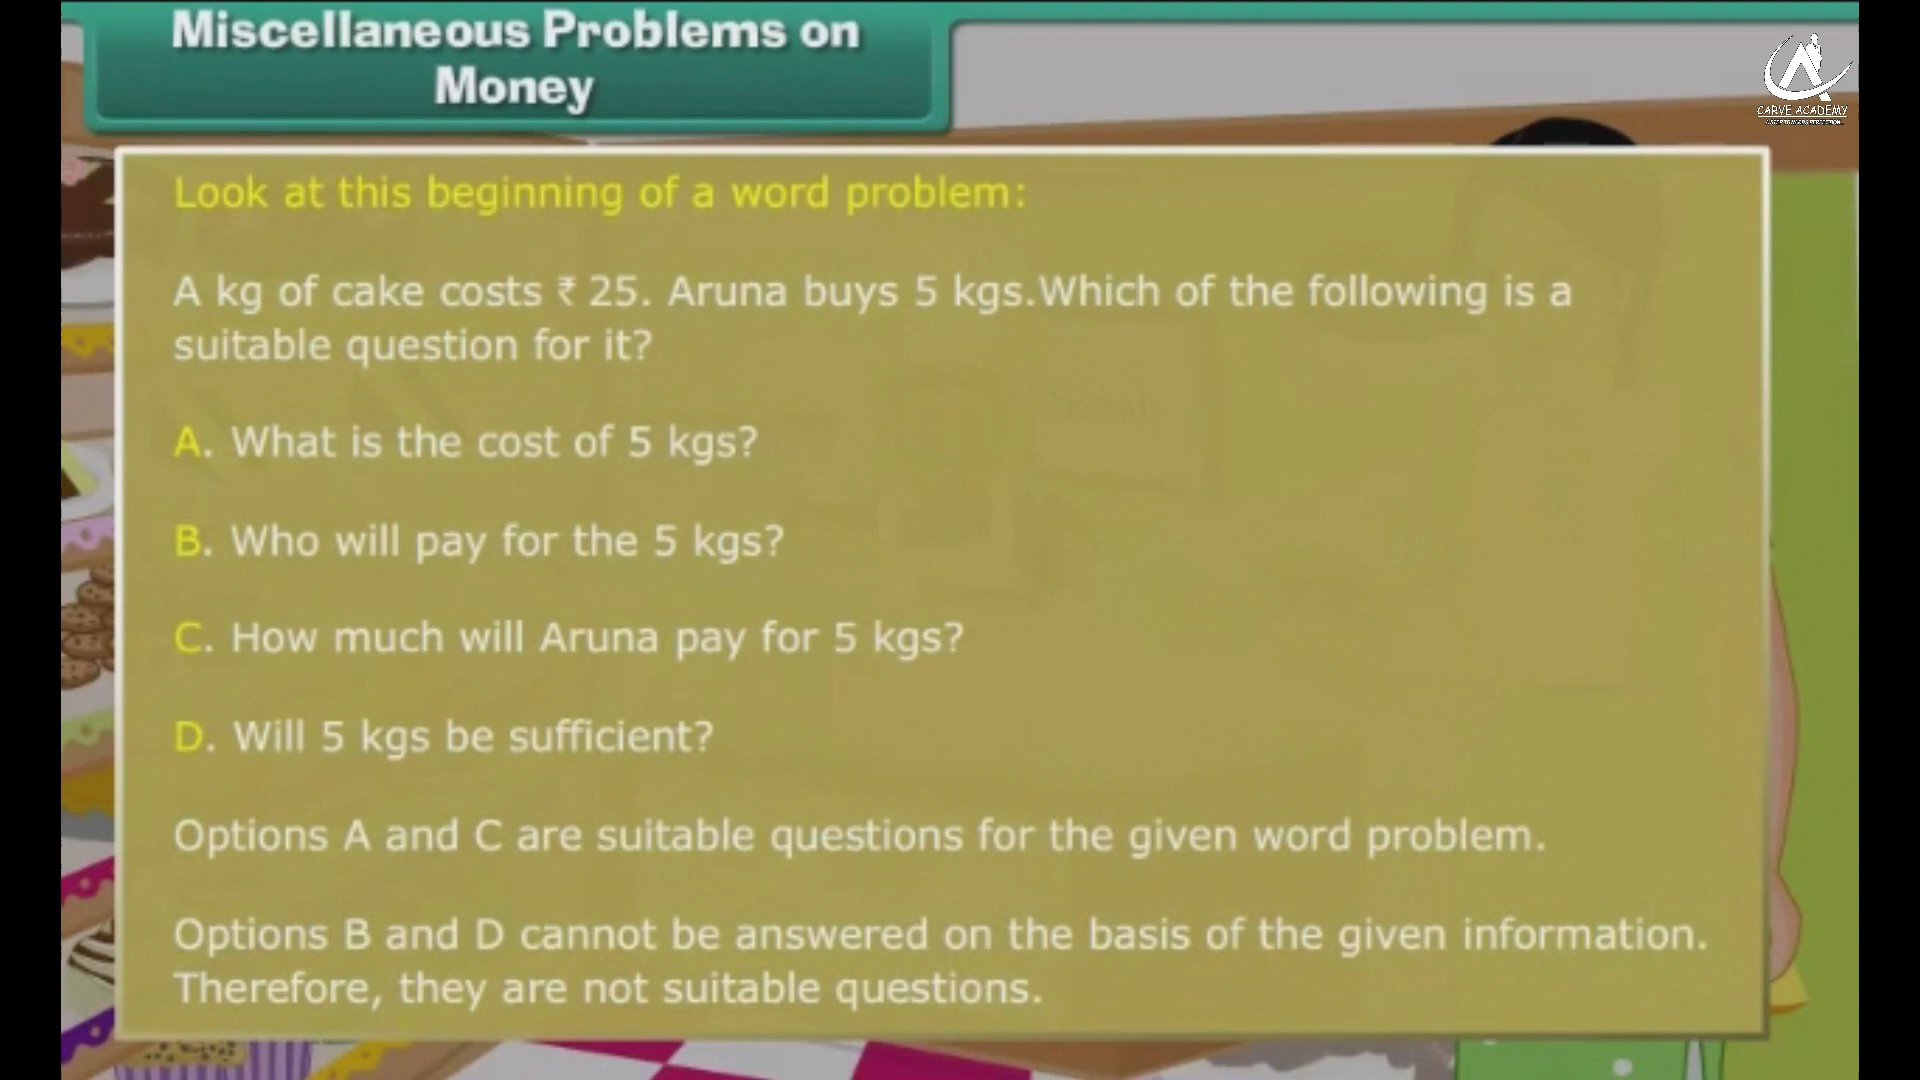 Miscellaneous Problems on
Money
CARVE ACADEMY
Look at this beginning of a word problem:
A kg of cake costs ₹ 25. Aruna buys 5 kgs.Which of the following is a
suitable question for it?
A. What is the cost of 5 kgs?
B. Who will pay for the 5 kgs?
C. How much will Aruna pay for 5 kgs?
D. Will 5 kgs be sufficient?
Options A and C are suitable questions for the given word problem.
Options B and D cannot be answered on the basis of the given information.
Therefore, they are not suitable questions.